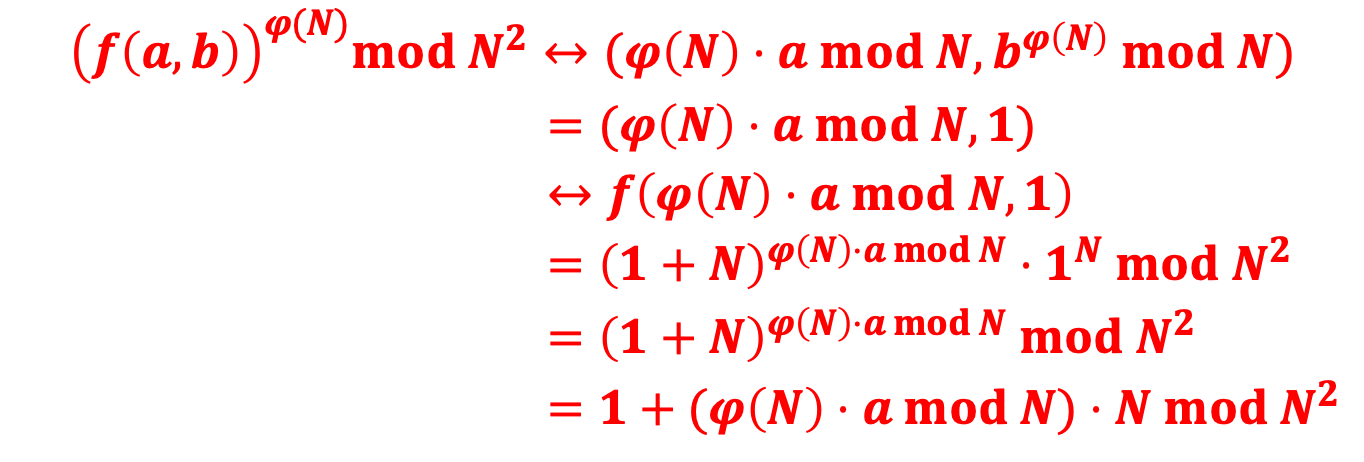 (f(a, b))^φ(N) mod N² ↔ (φ(N) · a mod N, b^φ(N) mod N)
= (φ(N) · a mod N, 1)
↔ f(φ(N) · a mod N, 1)
= (1 + N)^φ(N)·a mod N · 1^N mod N²
= (1 + N)^φ(N)·a mod N mod N²
= 1 + (φ(N) · a mod N) · N mod N²